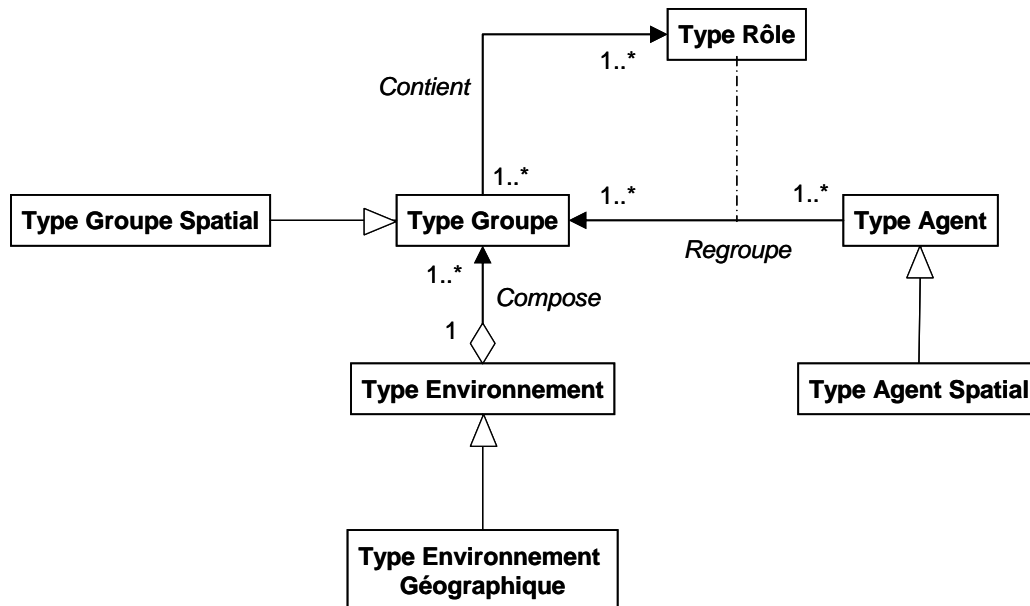 Type Rôle
1..*
Contient
1..*
1..*
1..*
Type Groupe Spatial
Type Groupe
Type Agent
Regroupe
1..*
Compose
1
Type Environnement
Type Agent Spatial
Type Environnement
Géographique